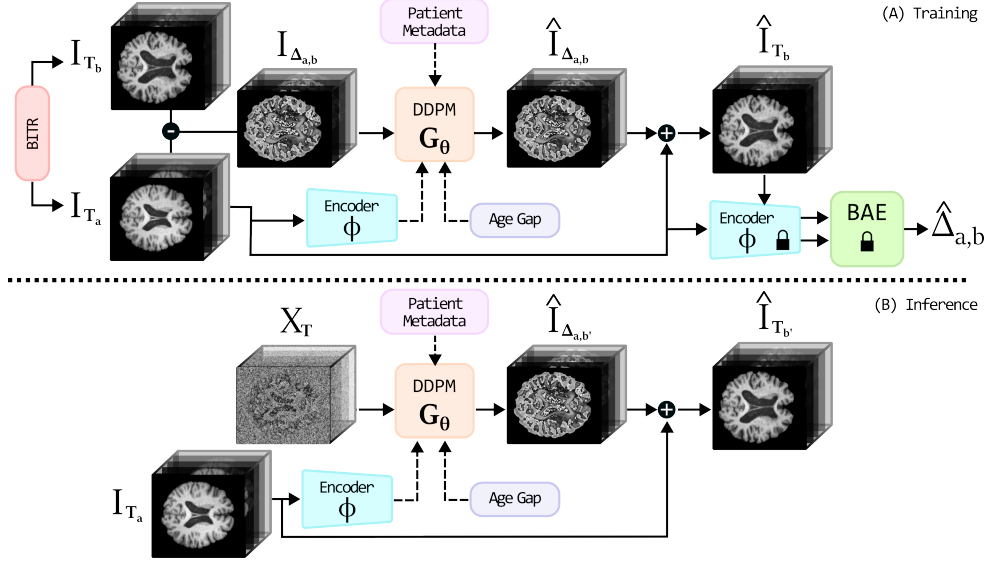 (A) Training
Patient
Metadata
I_{T_b}
I_{Δ_{a,b}}
Î_{Δ_{a,b}}
Î_{T_b}
BITR
-
DDPM
G_θ
+
I_{T_a}
Encoder
ϕ
Age Gap
Encoder
ϕ
BAE
Δ̂_{a,b}
(B) Inference
Patient
Metadata
X_T
Î_{Δ_{a,b'}}
Î_{T_{b'}}
DDPM
G_θ
+
I_{T_a}
Encoder
ϕ
Age Gap